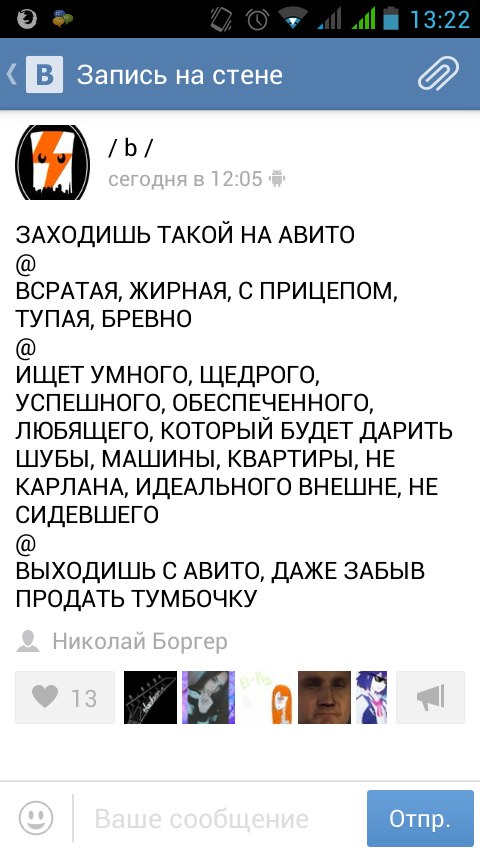 13:22
В Запись на стене
/ b /
сегодня в 12:05
ЗАХОДИШЬ ТАКОЙ НА АВИТО
@
ВСРАТАЯ, ЖИРНАЯ, С ПРИЦЕПОМ,
ТУПАЯ, БРЕВНО
@
ИЩЕТ УМНОГО, ЩЕДРОГО,
УСПЕШНОГО, ОБЕСПЕЧЕННОГО,
ЛЮБЯЩЕГО, КОТОРЫЙ БУДЕТ ДАРИТЬ
ШУБЫ, МАШИНЫ, КВАРТИРЫ, НЕ
КАРЛАНА, ИДЕАЛЬНОГО ВНЕШНЕ, НЕ
СИДЕВШЕГО
@
ВЫХОДИШЬ С АВИТО, ДАЖЕ ЗАБЫВ
ПРОДАТЬ ТУМБОЧКУ
Николай Боргер
13
Ваше сообщение
Отпр.